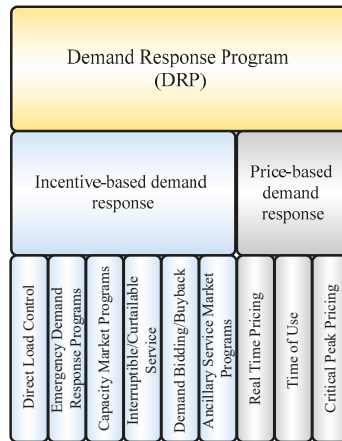 Demand Response Program
(DRP)
Incentive-based demand
response
Price-based
demand
response
Direct Load Control
Emergency Demand
Response Programs
Capacity Market Programs
Interruptible/Curtailable
Service
Demand Bidding/Buyback
Ancillary Service Market
Programs
Real Time Pricing
Time of Use
Critical Peak Pricing